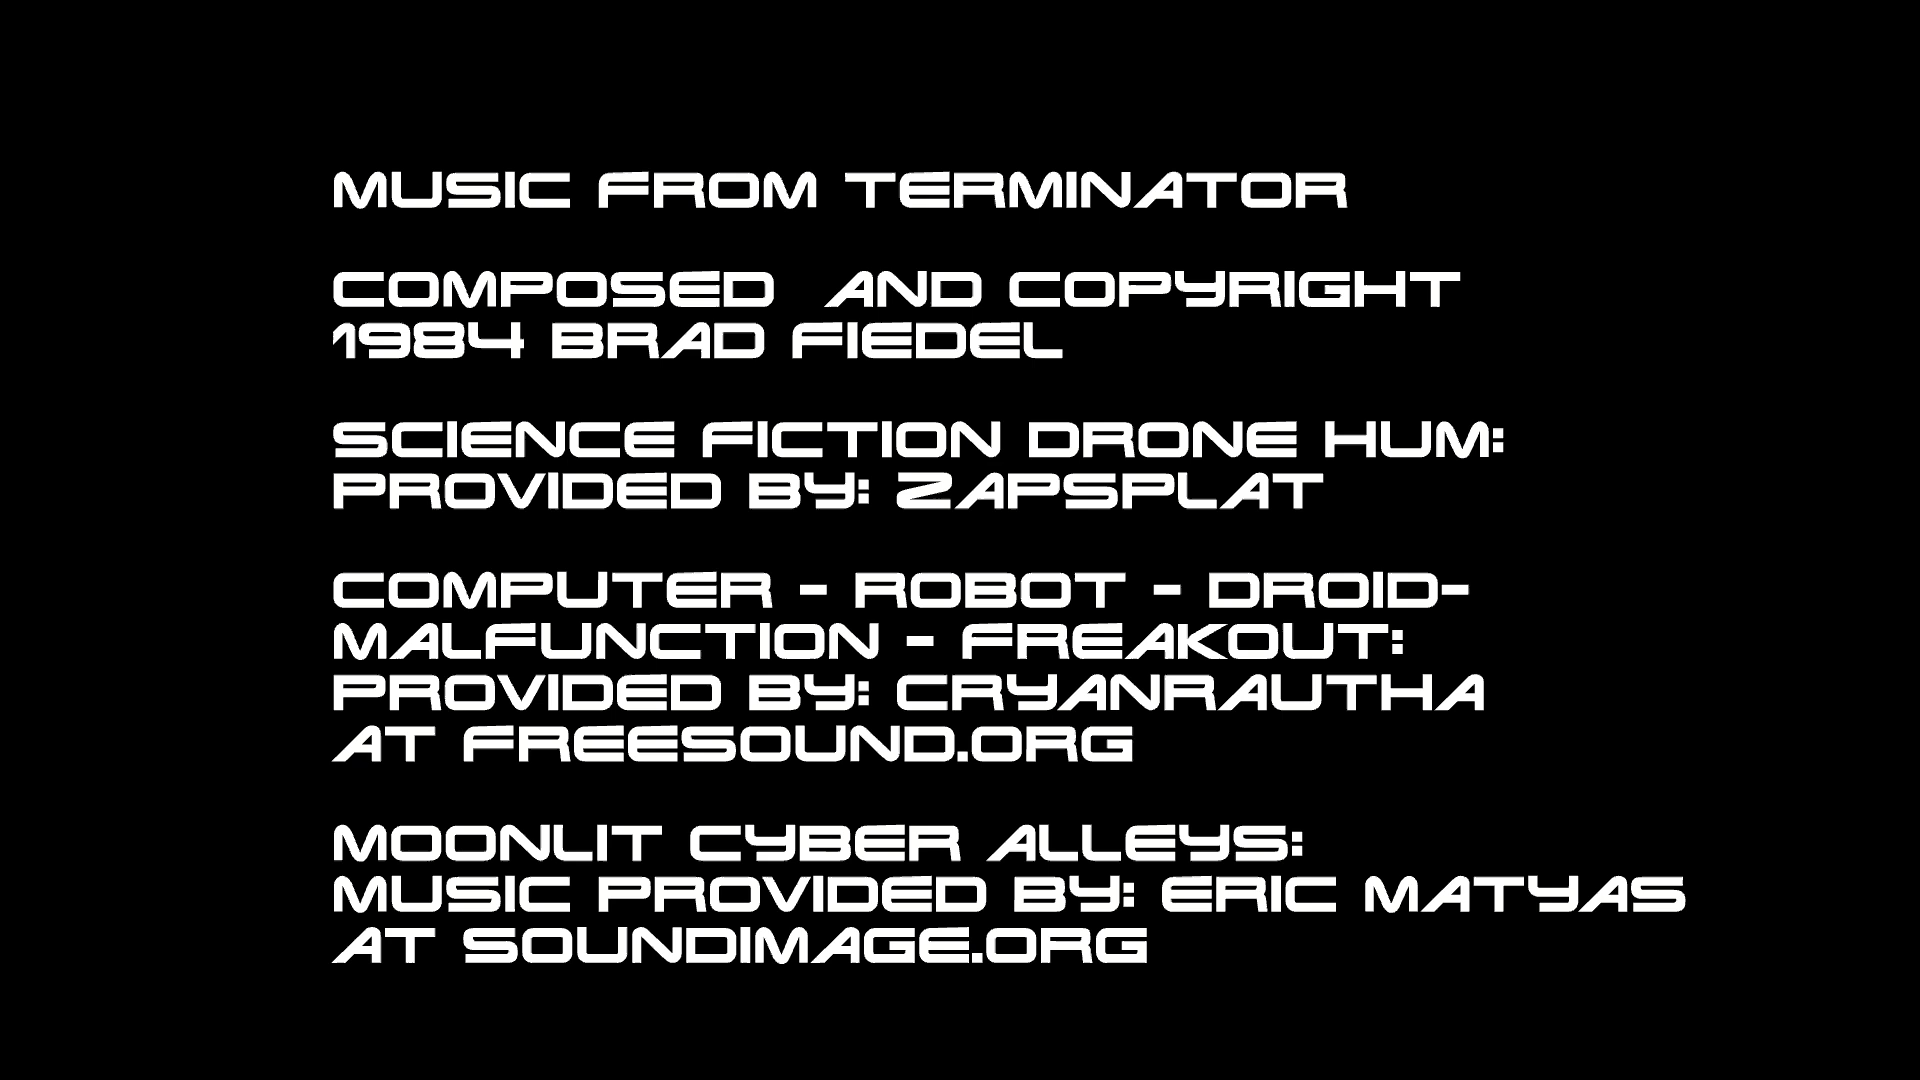 MUSIC FROM TERMINATOR
COMPOSED  AND COPYRIGHT
1984 BRAD FIEDEL
SCIENCE FICTION DRONE HUM:
PROVIDED BY: ZAPSPLAT
COMPUTER - ROBOT - DROID-
MALFUNCTION - FREAKOUT:
PROVIDED BY: CRYANRAUTHA
AT FREESOUND.ORG
MOONLIT CYBER ALLEYS:
MUSIC PROVIDED BY: ERIC MATYAS
AT SOUNDIMAGE.ORG